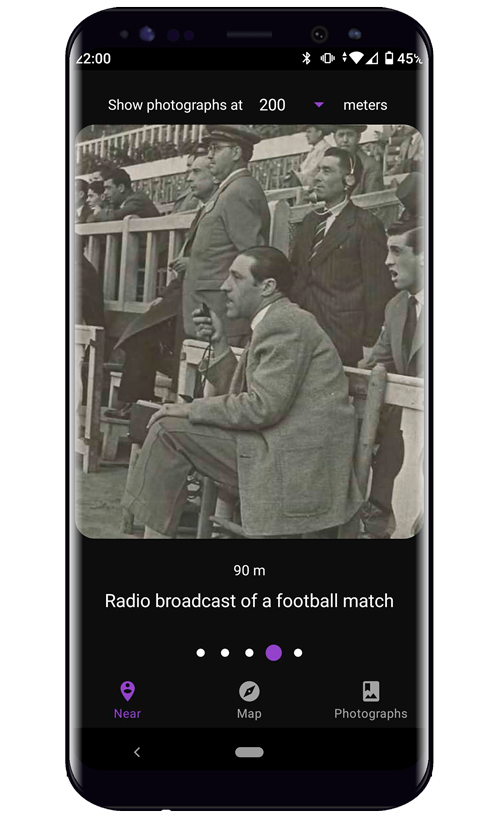 22:00 45%
Show photographs at 200 meters
90 m
Radio broadcast of a football match
Near Map Photographs